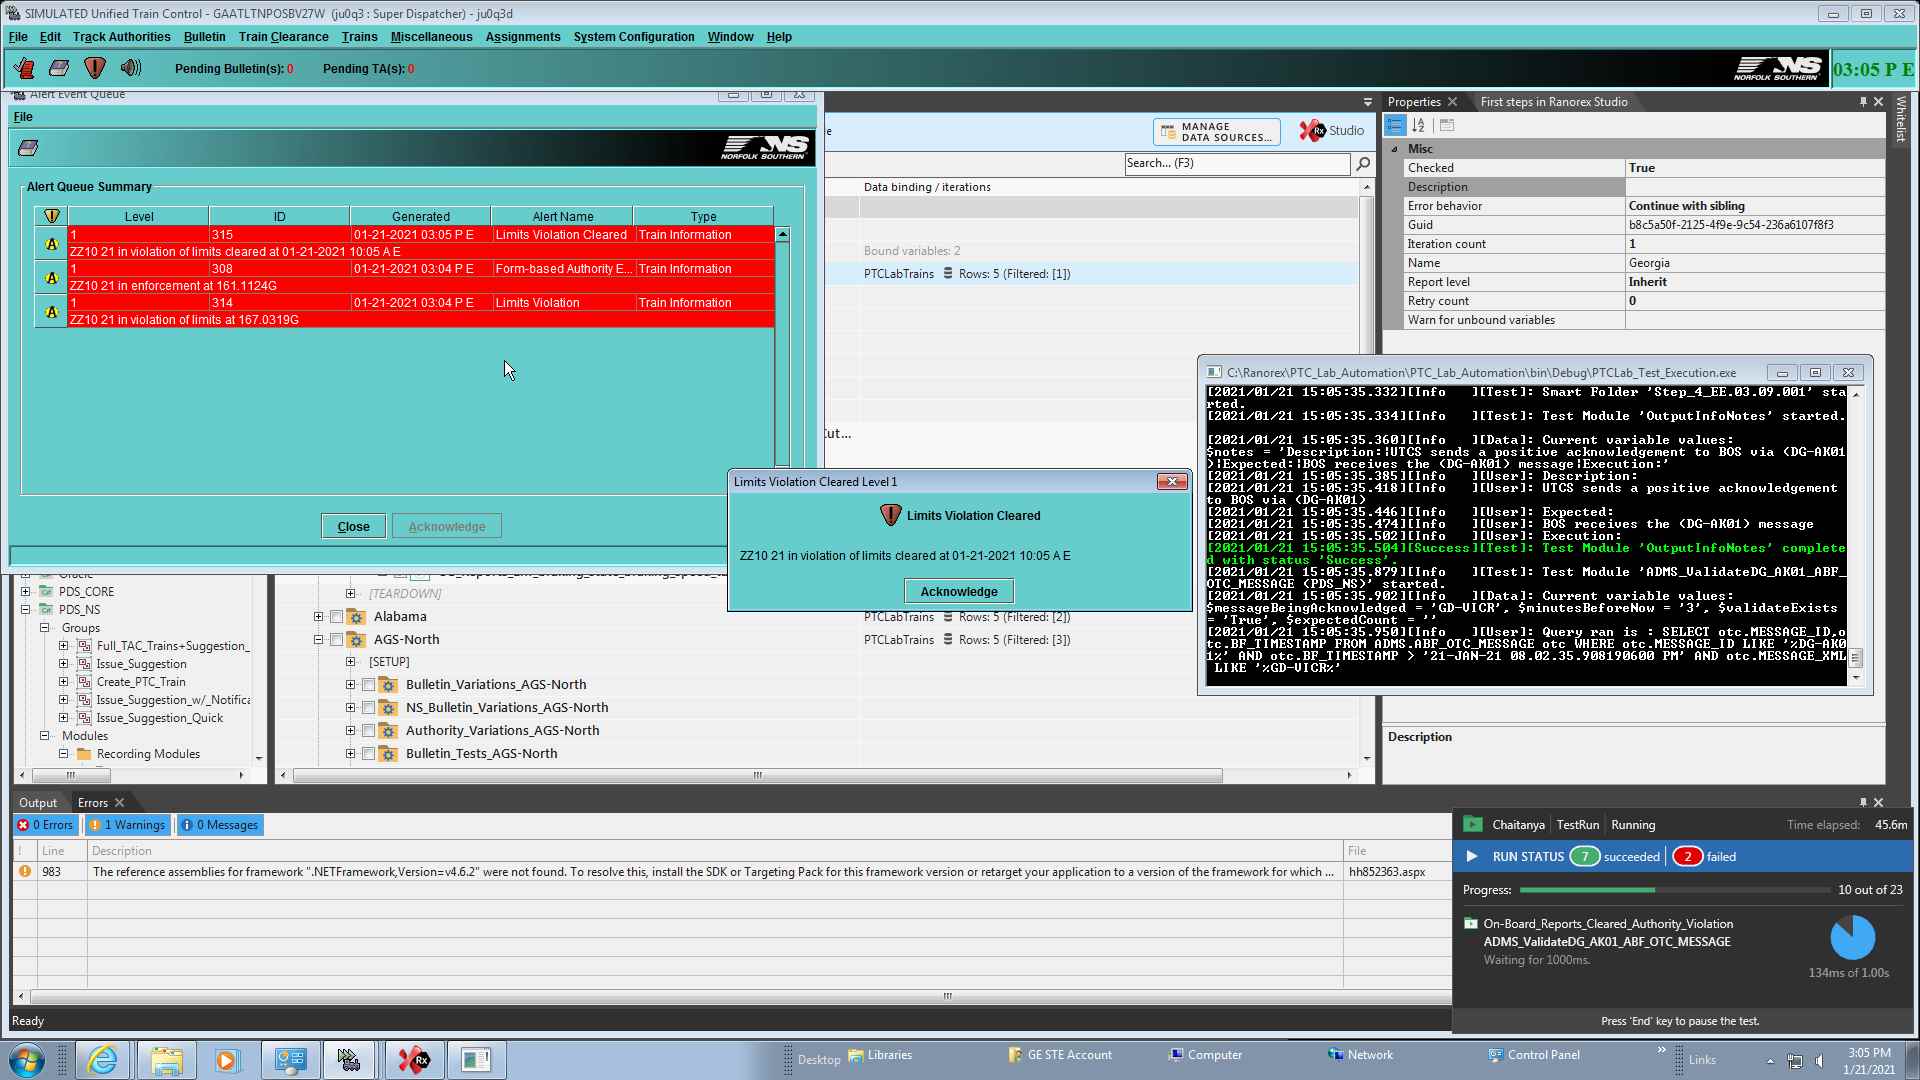 SIMULATED Unified Train Control - GAATLTNPOSBV27W (ju0q3 : Super Dispatcher) - ju0q3d
File Edit Track Authorities Bulletin Train Clearance Trains Miscellaneous Assignments System Configuration Window Help
Pending Bulletin(s): 0 Pending TA(s): 0
NS
NORFOLK SOUTHERN
03:05 P E
Alert Event Queue
File
NS
NORFOLK SOUTHERN
Alert Queue Summary
Level ID Generated Alert Name Type
1 315 01-21-2021 03:05 P E Limits Violation Cleared Train Information
ZZ10 21 in violation of limits cleared at 01-21-2021 10:05 A E
1 308 01-21-2021 03:04 P E Form-based Authority E... Train Information
ZZ10 21 in enforcement at 161.1124G
1 314 01-21-2021 03:04 P E Limits Violation Train Information
ZZ10 21 in violation of limits at 167.0319G
Close Acknowledge
MANAGE
DATA SOURCES...
Rx Studio
Search... (F3)
Data binding / iterations
Bound variables: 2
PTCLabTrains Rows: 5 (Filtered: [1])
Cut...
Limits Violation Cleared Level 1
Limits Violation Cleared
ZZ10 21 in violation of limits cleared at 01-21-2021 10:05 A E
Acknowledge
Properties First steps in Ranorex Studio
Whitelist
Misc
Checked True
Description
Error behavior Continue with sibling
Guid b8c5a50f-2125-4f9e-9c54-236a6107f8f3
Iteration count 1
Name Georgia
Report level Inherit
Retry count 0
Warn for unbound variables
C:\Ranorex\PTC_Lab_Automation\PTC_Lab_Automation\bin\Debug\PTCLab_Test_Execution.exe
[2021/01/21 15:05:35.332][Info ][Test]: Smart Folder 'Step_4_EE.03.09.001' sta
rted.
[2021/01/21 15:05:35.334][Info ][Test]: Test Module 'OutputInfoNotes' started.
[2021/01/21 15:05:35.360][Info ][Data]: Current variable values:
$notes = 'Description:|UTCS sends a positive acknowledgement to BOS via (DG-AK01
)|Expected:|BOS receives the (DG-AK01) message|Execution:'
[2021/01/21 15:05:35.385][Info ][User]: Description:
[2021/01/21 15:05:35.418][Info ][User]: UTCS sends a positive acknowledgement
to BOS via (DG-AK01)
[2021/01/21 15:05:35.446][Info ][User]: Expected:
[2021/01/21 15:05:35.474][Info ][User]: BOS receives the (DG-AK01) message
[2021/01/21 15:05:35.502][Info ][User]: Execution:
[2021/01/21 15:05:35.504][Success][Test]: Test Module 'OutputInfoNotes' complete
d with status 'Success'.
[2021/01/21 15:05:35.879][Info ][Test]: Test Module 'ADMS_ValidateDG_AK01_ABF_
OTC_MESSAGE (PDS_NS)' started.
[2021/01/21 15:05:35.902][Info ][Data]: Current variable values:
$messageBeingAcknowledged = 'GD-VICR', $minutesBeforeNow = '3', $validateExists
= 'True', $expectedCount = ''
[2021/01/21 15:05:35.950][Info ][User]: Query ran is : SELECT otc.MESSAGE_ID,o
tc.BF_TIMESTAMP FROM ADMS.ABF_OTC_MESSAGE otc WHERE otc.MESSAGE_ID LIKE '%DG-AK0
1%' AND otc.BF_TIMESTAMP > '21-JAN-21 08.02.35.908190600 PM' AND otc.MESSAGE_XML
LIKE '%GD-VICR%'
Oracle
PDS_CORE
PDS_NS
Groups
Full_TAC_Trains+Suggestion_
Issue_Suggestion
Create_PTC_Train
Issue_Suggestion_w/_Notifica
Issue_Suggestion_Quick
Modules
Recording Modules
[TEARDOWN]
Alabama PTCLabTrains Rows: 5 (Filtered: [2])
AGS-North PTCLabTrains Rows: 5 (Filtered: [3])
[SETUP]
Bulletin_Variations_AGS-North
NS_Bulletin_Variations_AGS-North
Authority_Variations_AGS-North
Bulletin_Tests_AGS-North
Description
Output Errors
0 Errors 1 Warnings 0 Messages
! Line Description File
983 The reference assemblies for framework ".NETFramework,Version=v4.6.2" were not found. To resolve this, install the SDK or Targeting Pack for this framework version or retarget your application to a version of the framework for which ... hh852363.aspx
Ready
Chaitanya TestRun Running Time elapsed: 45.6m
RUN STATUS 7 succeeded 2 failed
Progress: 10 out of 23
On-Board_Reports_Cleared_Authority_Violation
ADMS_ValidateDG_AK01_ABF_OTC_MESSAGE
Waiting for 1000ms.
134ms of 1.00s
Press 'End' key to pause the test.
Desktop Libraries GE STE Account Computer Network Control Panel » Links
3:05 PM
1/21/2021